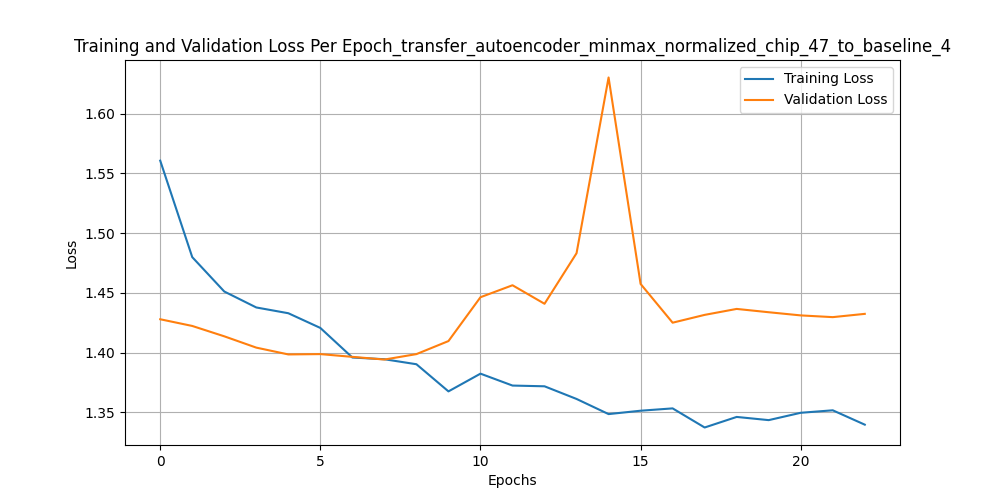 Training and Validation Loss Per Epoch_transfer_autoencoder_minmax_normalized_chip_47_to_baseline_4
Training Loss
Validation Loss
1.60
1.55
1.50
1.45
1.40
1.35
Loss
0 5 10 15 20
Epochs